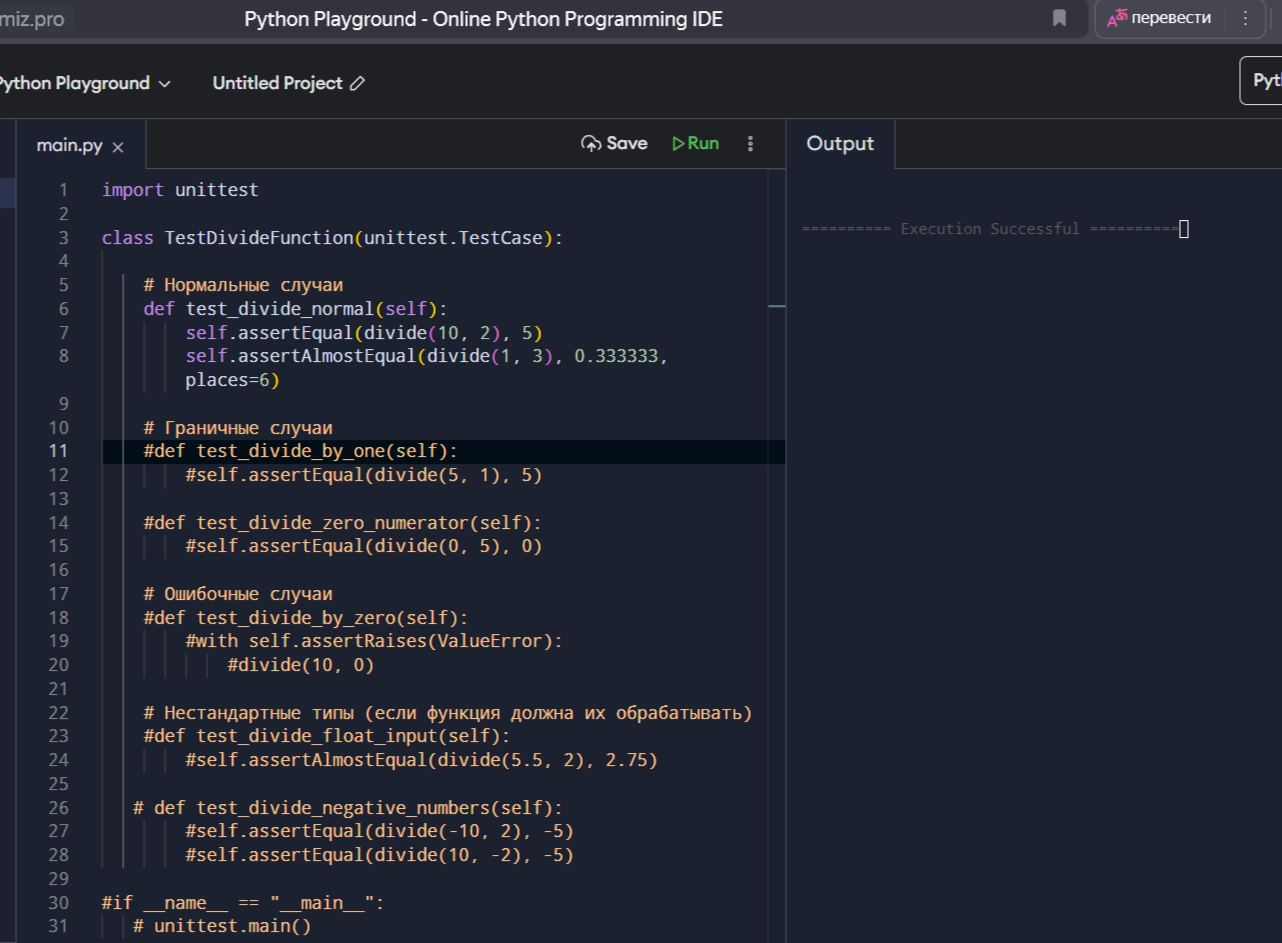 miz.pro
Python Playground - Online Python Programming IDE
перевести
Python Playground
Untitled Project
main.py
Save
Run
Output
1 import unittest
2
3 class TestDivideFunction(unittest.TestCase):
4
5 # Нормальные случаи
6 def test_divide_normal(self):
7 self.assertEqual(divide(10, 2), 5)
8 self.assertAlmostEqual(divide(1, 3), 0.333333,
places=6)
9
10 # Граничные случаи
11 #def test_divide_by_one(self):
12 #self.assertEqual(divide(5, 1), 5)
13
14 #def test_divide_zero_numerator(self):
15 #self.assertEqual(divide(0, 5), 0)
16
17 # Ошибочные случаи
18 #def test_divide_by_zero(self):
19 #with self.assertRaises(ValueError):
20 #divide(10, 0)
21
22 # Нестандартные типы (если функция должна их обрабатывать)
23 #def test_divide_float_input(self):
24 #self.assertAlmostEqual(divide(5.5, 2), 2.75)
25
26 # def test_divide_negative_numbers(self):
27 #self.assertEqual(divide(-10, 2), -5)
28 #self.assertEqual(divide(10, -2), -5)
29
30 #if __name__ == "__main__":
31 # unittest.main()
========== Execution Successful ==========